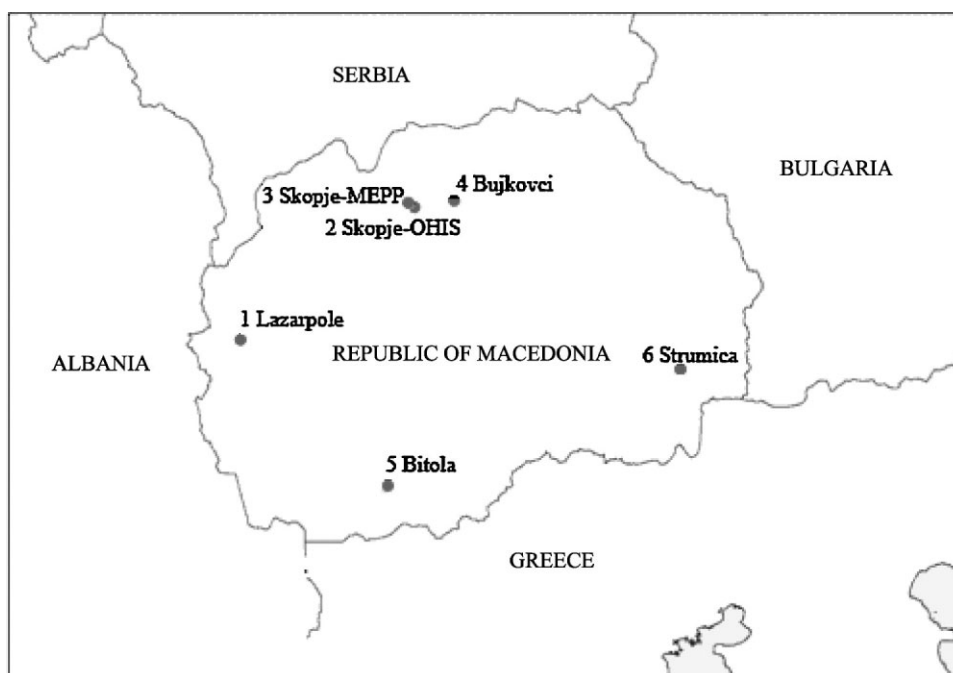 SERBIA
BULGARIA
3 Skopje-MEPP
4 Bujkovci
2 Skopje-OHIS
1 Lazarpole
ALBANIA
REPUBLIC OF MACEDONIA
6 Strumica
5 Bitola
GREECE